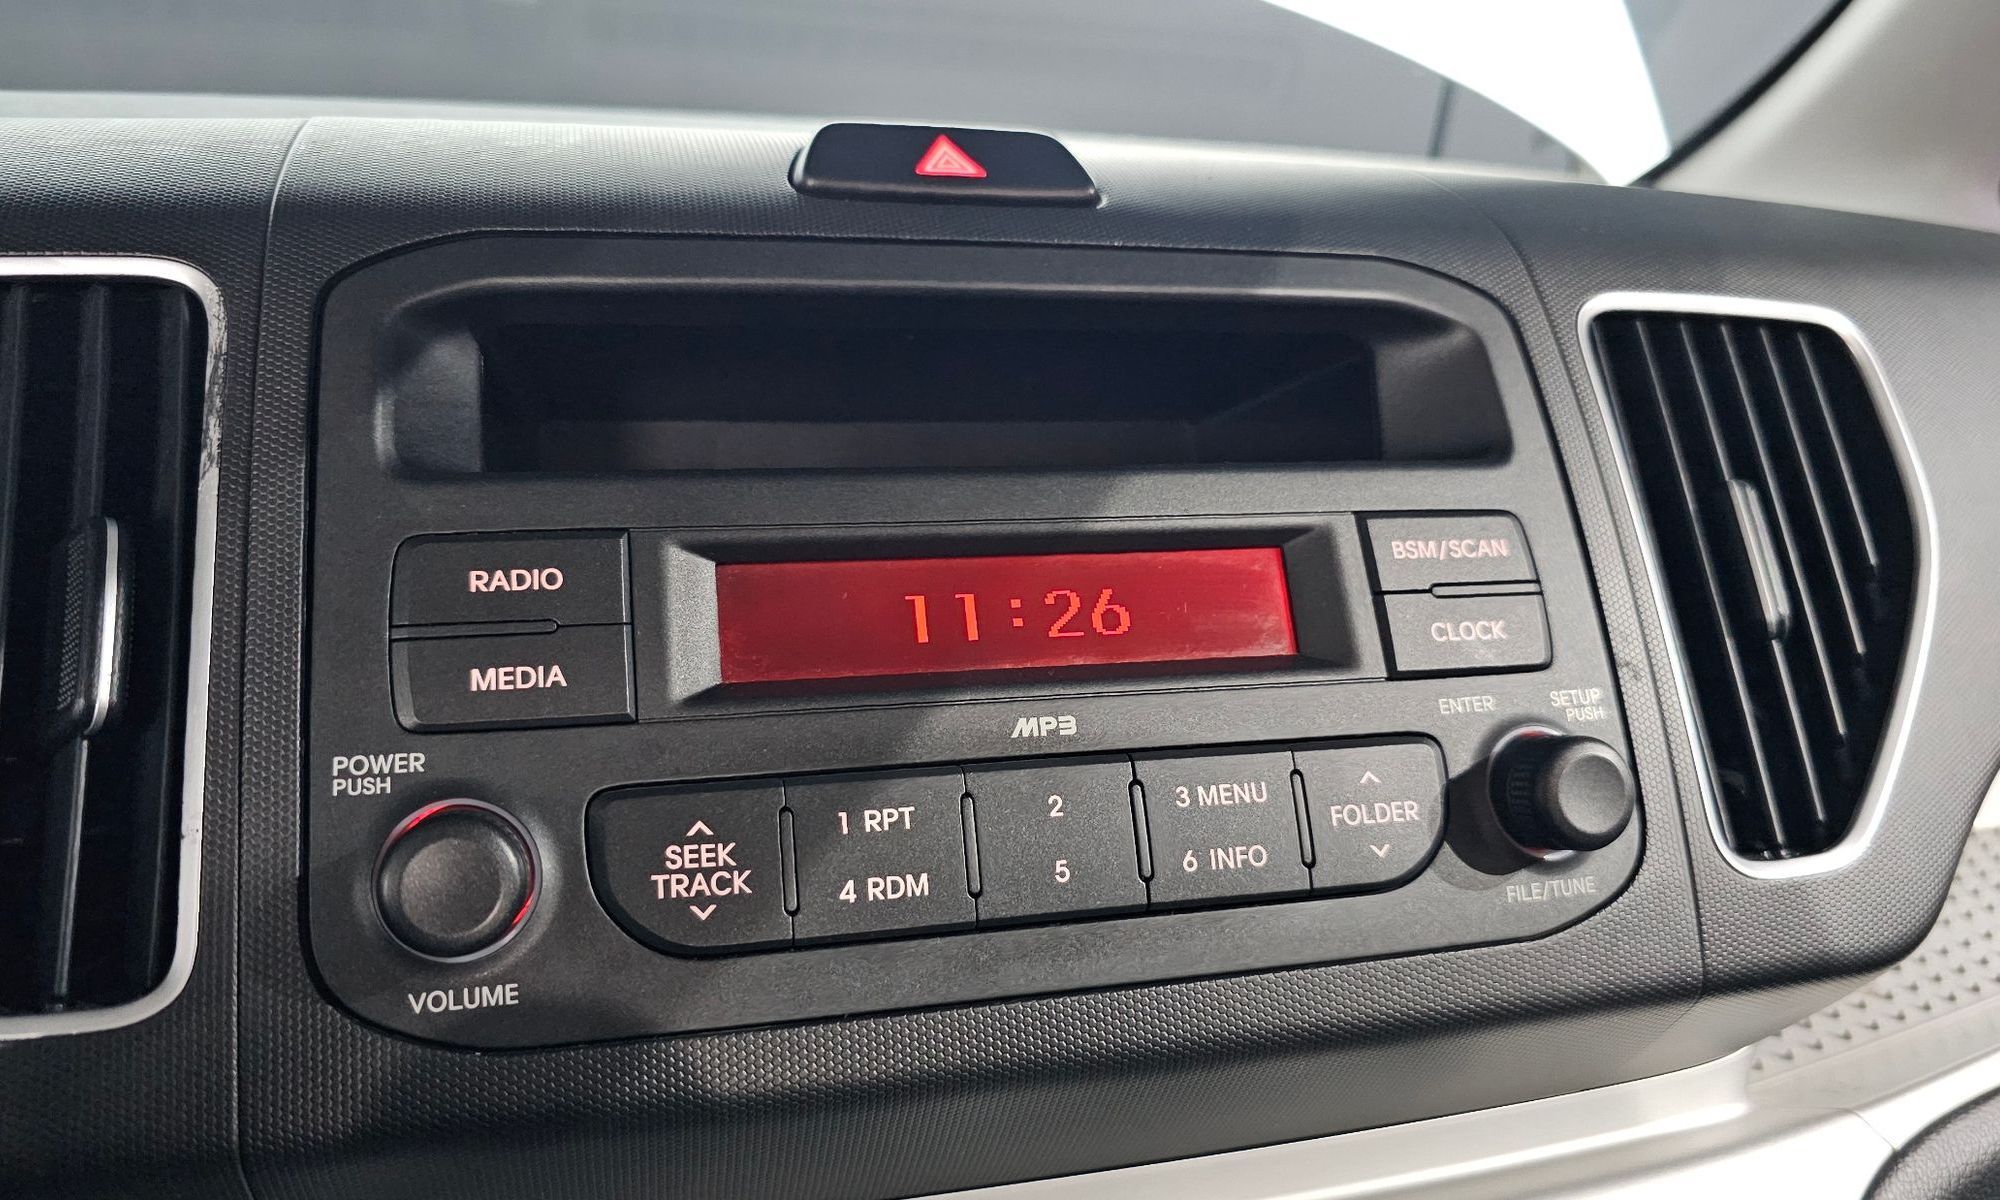 RADIO
MEDIA
11:26
BSM/SCAN
CLOCK
MP3
ENTER
SETUP
PUSH
POWER
PUSH
VOLUME
SEEK
TRACK
1 RPT
4 RDM
2
5
3 MENU
6 INFO
FOLDER
FILE/TUNE